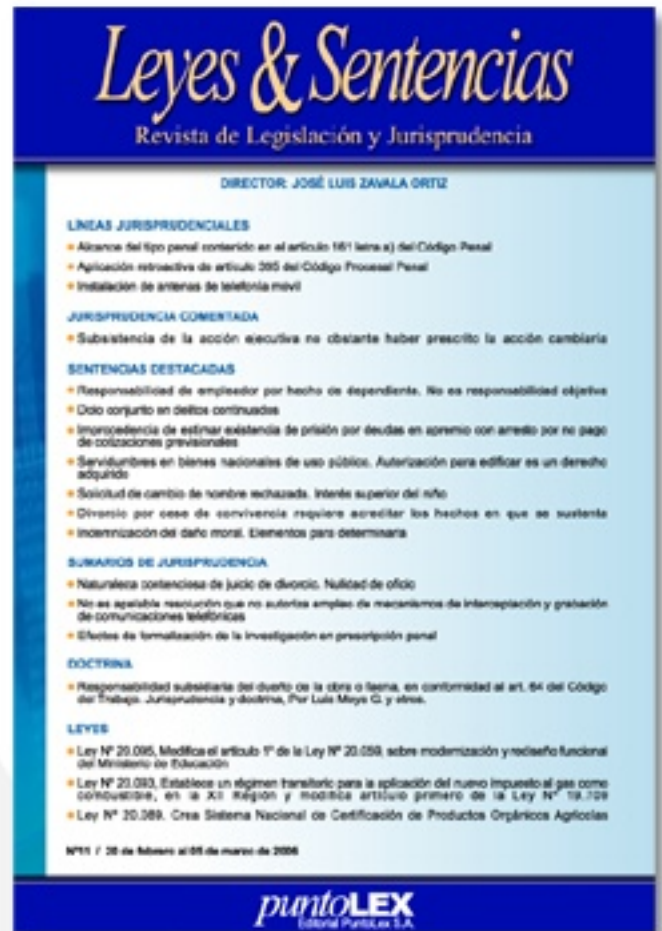 Leyes & Sentencias
Revista de Legislación y Jurisprudencia
DIRECTOR: JOSÉ LUIS ZAVALA ORTIZ
LÍNEAS JURISPRUDENCIALES
Alcance del tipo penal contenido en el artículo 161 letra a) del Código Penal
Aplicación retroactiva de artículo 395 del Código Procesal Penal
Instalación de antenas de telefonía movil
JURISPRUDENCIA COMENTADA
Subsistencia de la acción ejecutiva no obstante haber prescrito la acción cambiaria
SENTENCIAS DESTACADAS
Responsabilidad de empleador por hecho de dependiente. No es responsabilidad objetiva
Dolo conjunto en delitos continuados
Improcedencia de estimar existencia de prisión por deudas en apremio con arresto por no pago
de cotizaciones previsionales
Servidumbres en bienes nacionales de uso público. Autorización para edificar es un derecho
adquirido
Solicitud de cambio de nombre rechazada. Interés superior del niño
Divorcio por cese de convivencia requiere acreditar los hechos en que se sustenta
Indemnización del daño moral. Elementos para determinarla
SUMARIOS DE JURISPRUDENCIA
Naturaleza contenciosa de juicio de divorcio. Nulidad de oficio
No es apelable resolución que no autoriza empleo de mecanismos de interceptación y grabación
de comunicaciones telefónicas
Efectos de formalización de la investigación en prescripción penal
DOCTRINA
Responsabilidad subsidiaria del dueño de la obra o faena, en conformidad al art. 64 del Código
del Trabajo. Jurisprudencia y doctrina, Por Luis Moya G. y otros.
LEYES
Ley Nº 20.095, Modifica el artículo 1º de la Ley Nº 20.059, sobre modernización y rediseño funcional
del Ministerio de Educación
Ley Nº 20.093, Establece un régimen transitorio para la aplicación del nuevo impuesto al gas como
combustible, en la XII Región y modifica artículo primero de la Ley Nº 19.709
Ley Nº 20.089. Crea Sistema Nacional de Certificación de Productos Orgánicos Agrícolas
Nº11 / de febrero al 05 de marzo de 2006
puntoLEX
Editorial PuntoLex S.A.